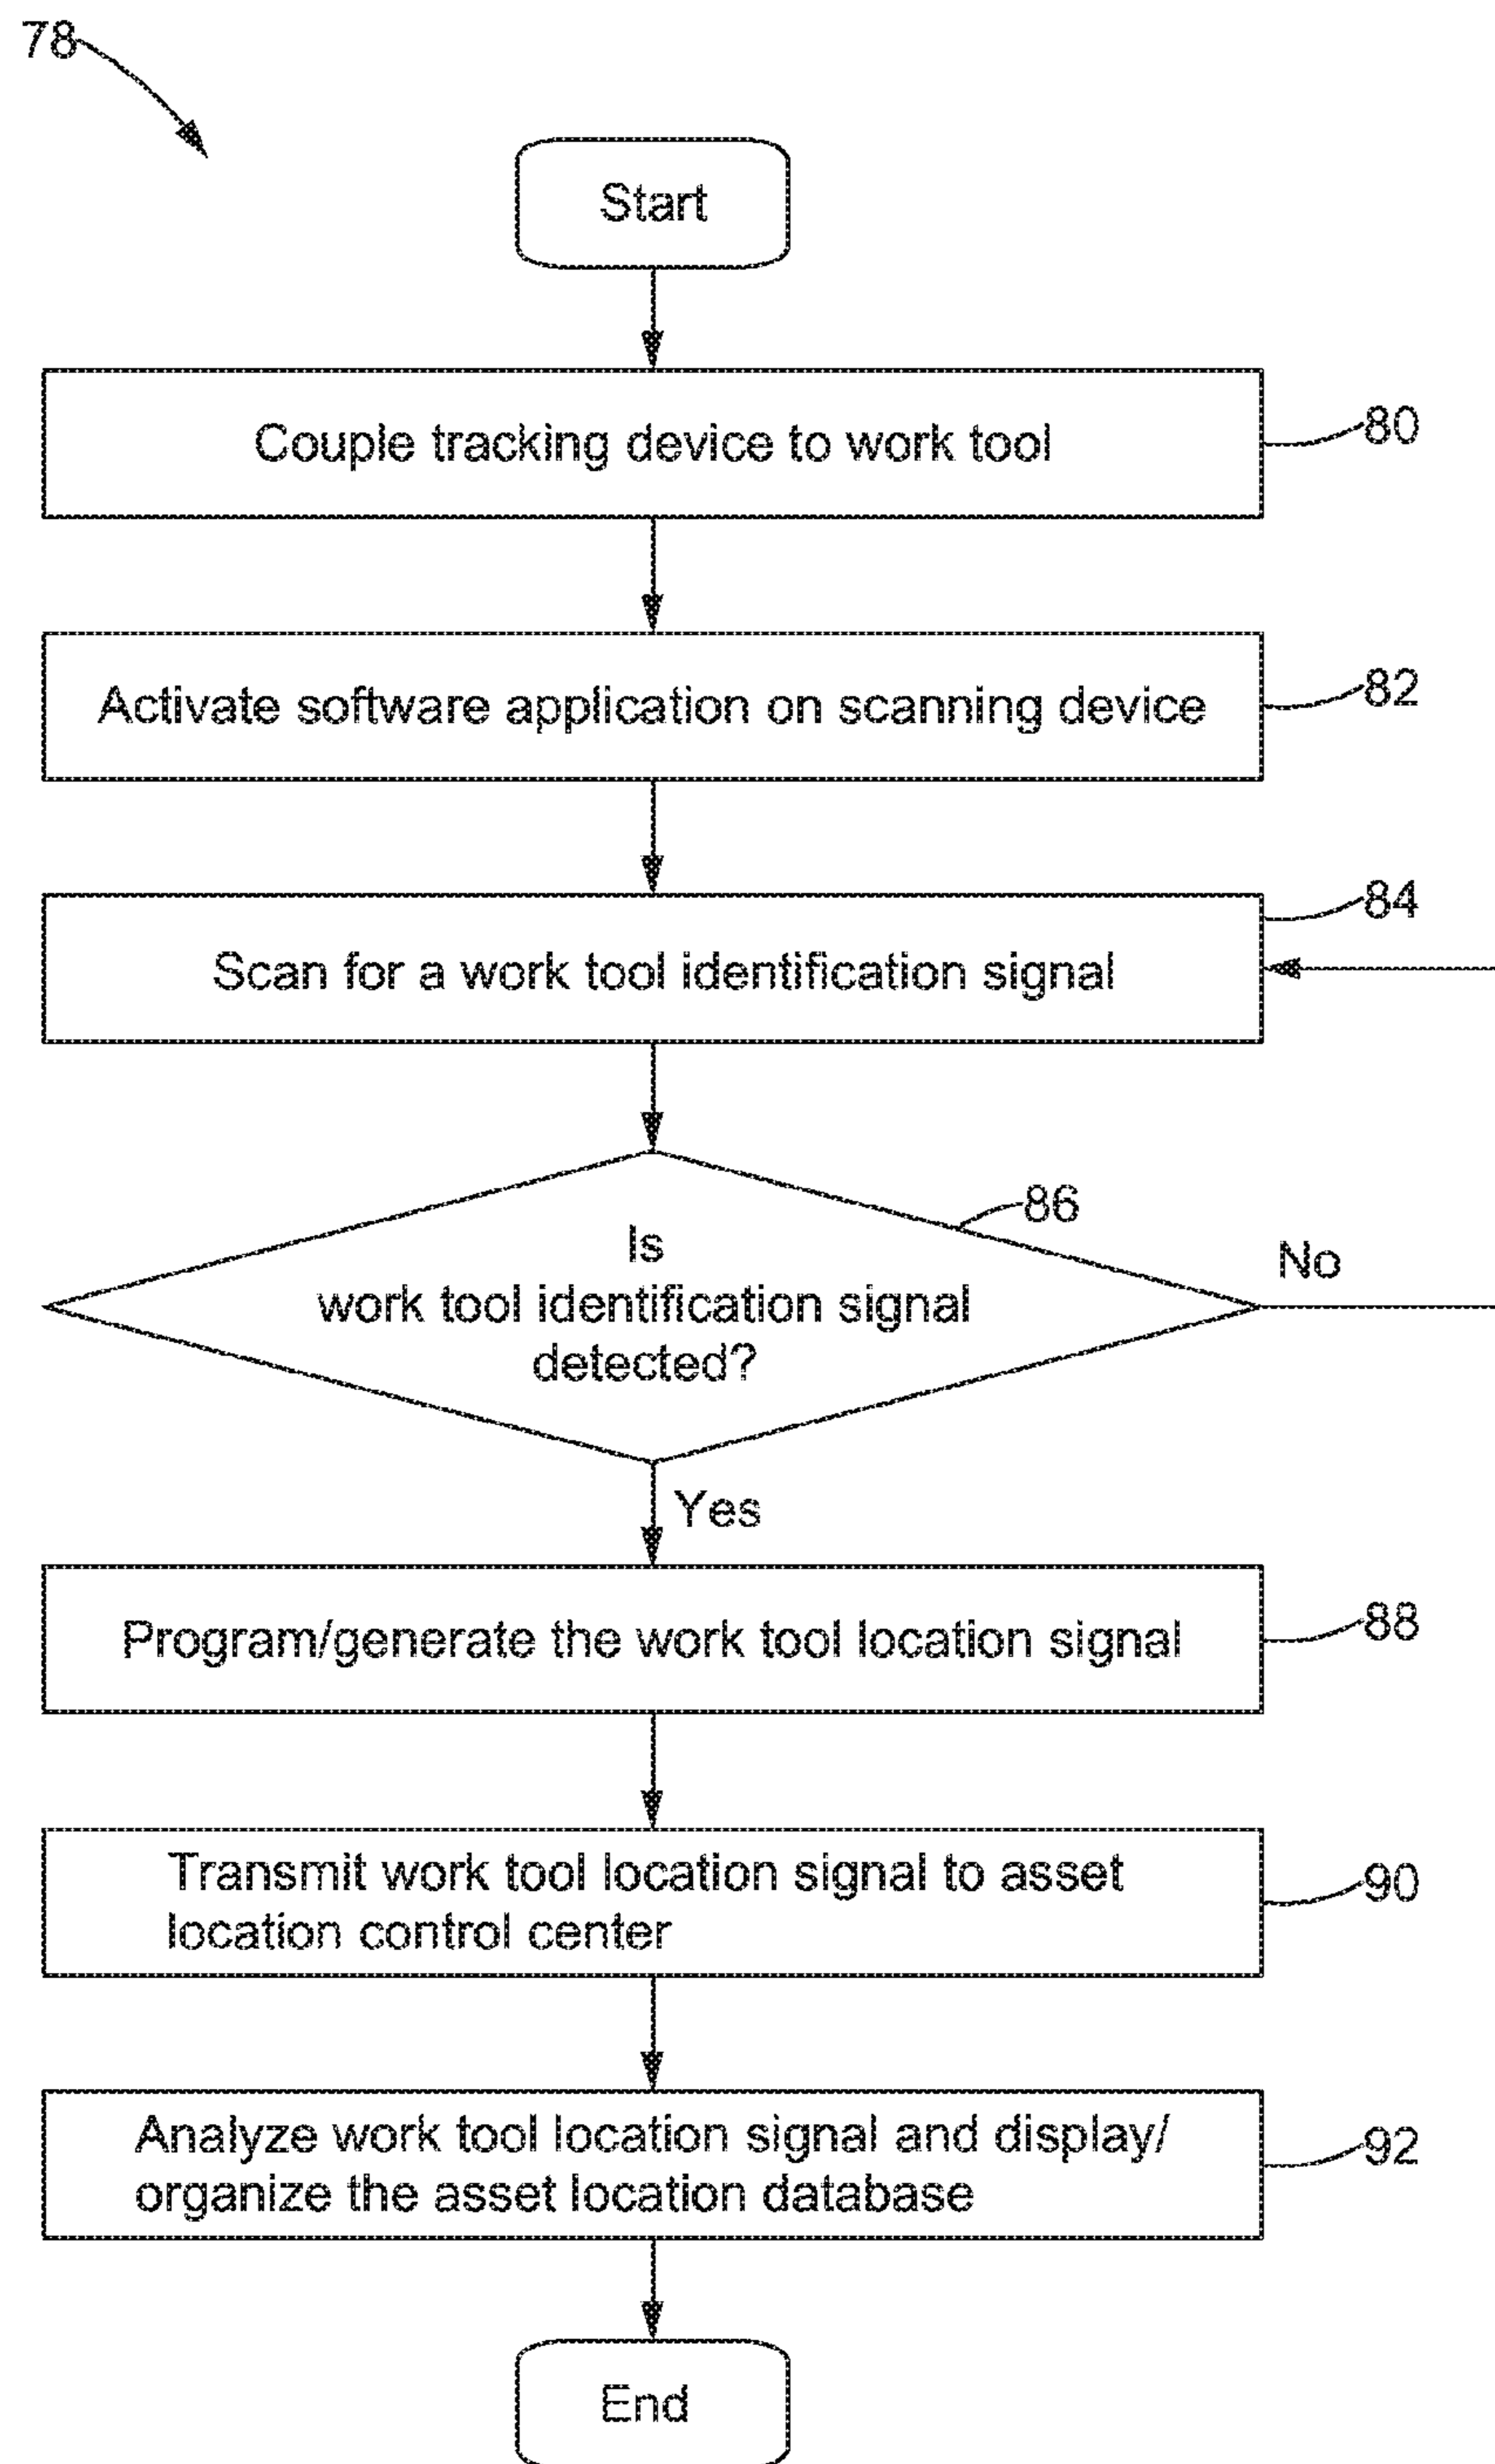 78
Start
Couple tracking device to work tool
80
Activate software application on scanning device
82
84
Scan for a work tool identification signal
86
Is
work tool identification signal
detected?
No
Yes
Program/generate the work tool location signal
88
Transmit work tool location signal to asset
location control center
90
Analyze work tool location signal and display/
organize the asset location database
92
End